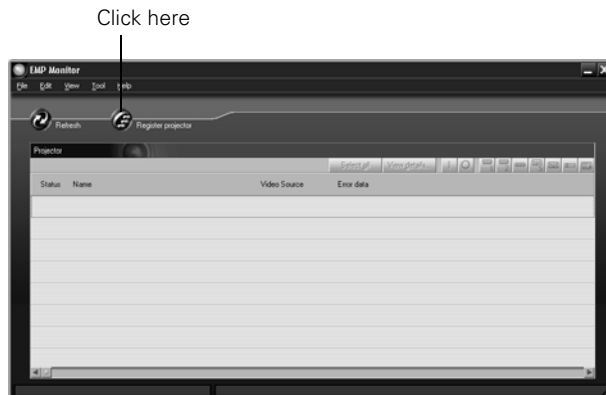 Click here
EMP Monitor
File Edit View Tool Help
Refresh Register projector
Projector
Select all View details
Status Name Video Source Error data